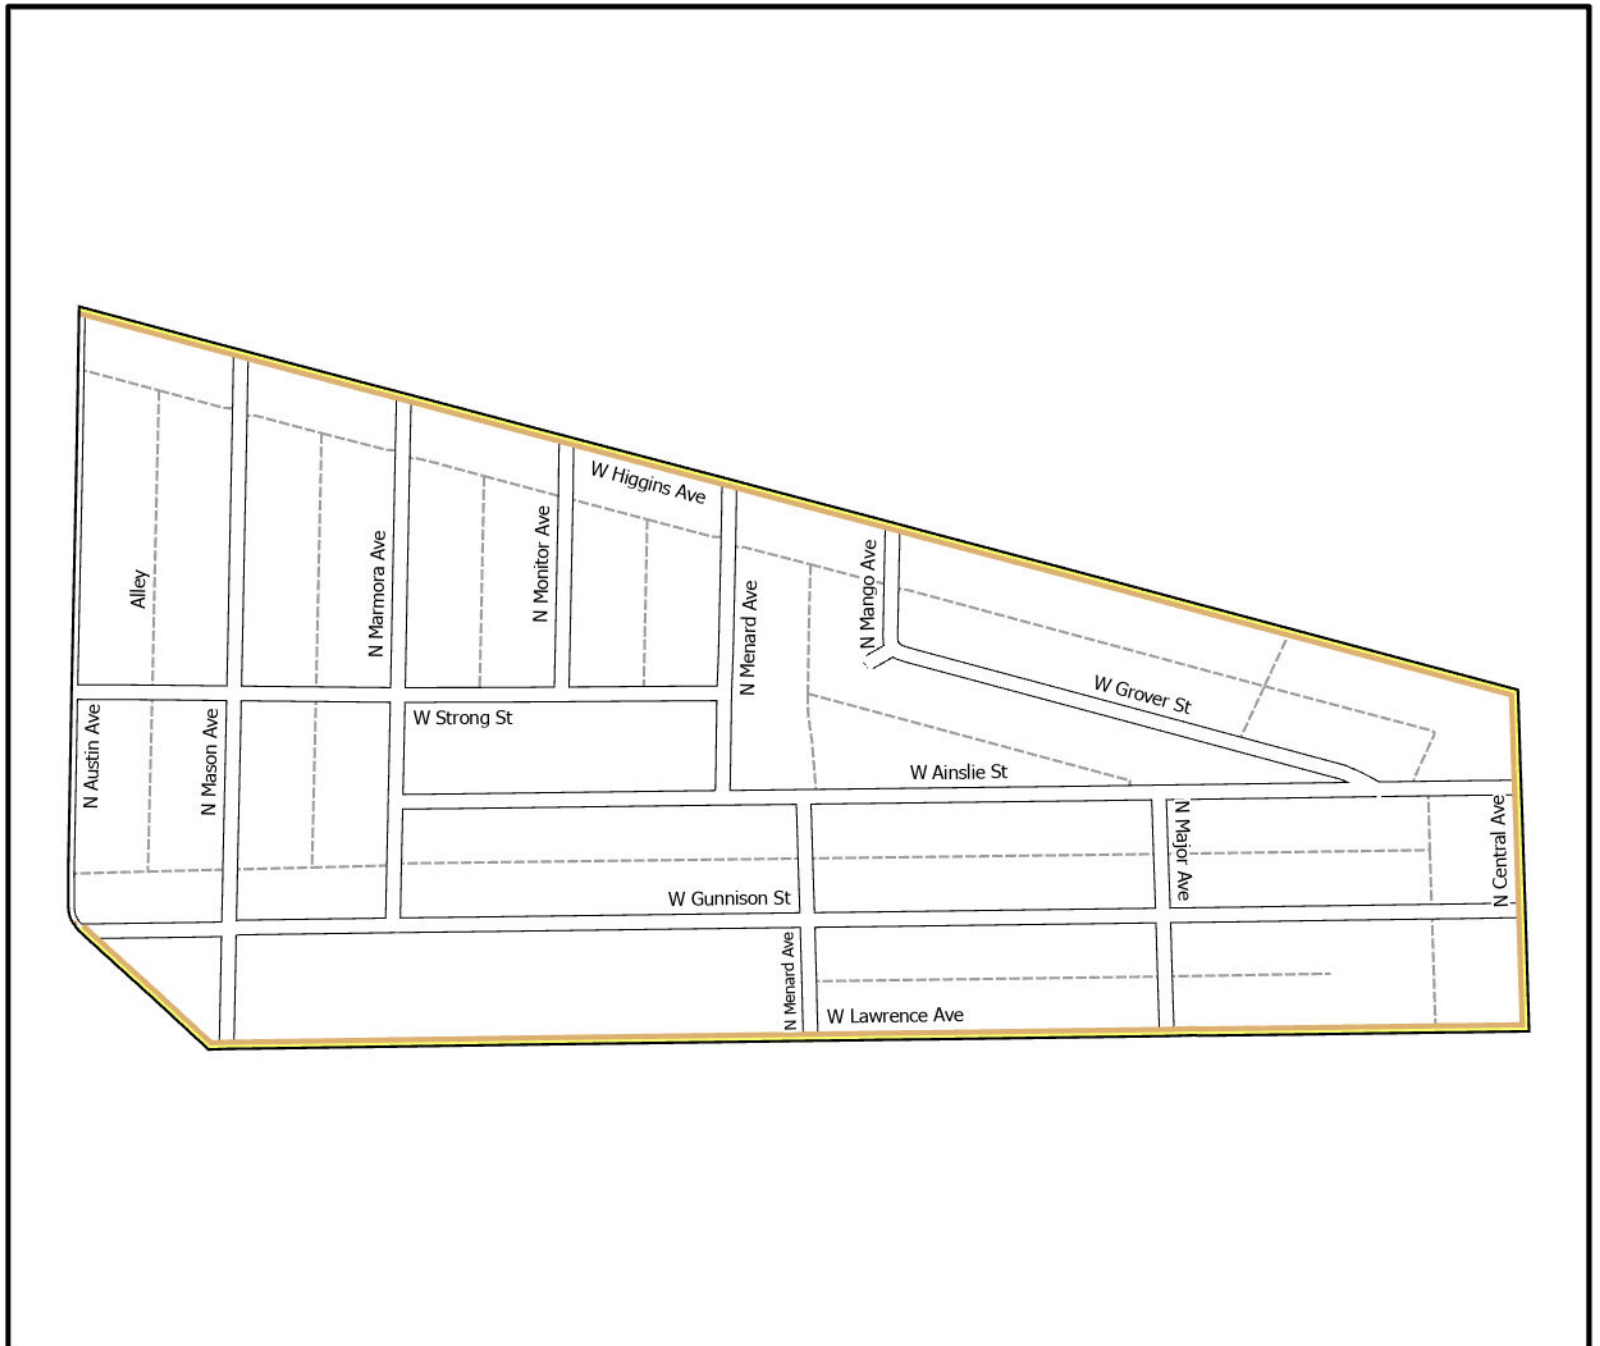 W Higgins Ave
N Monitor Ave
N Marmora Ave
Alley
N Mango Ave
N Menard Ave
W Grover St
W Strong St
N Austin Ave
N Mason Ave
W Ainslie St
N Major Ave
N Central Ave
W Gunnison St
N Menard Ave
W Lawrence Ave